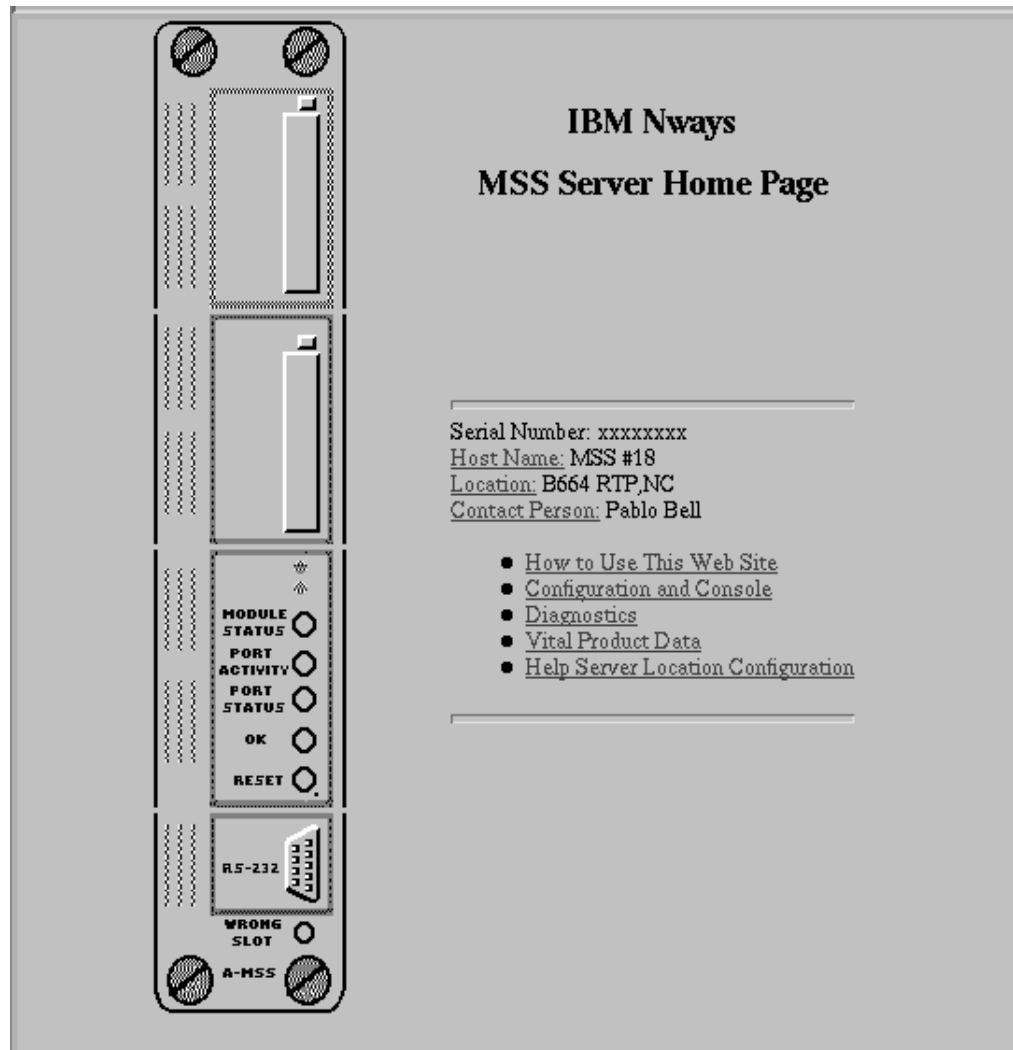 IBM Nways
MSS Server Home Page
Serial Number: xxxxxxxx
Host Name: MSS #18
Location: B664 RTP,NC
Contact Person: Pablo Bell
How to Use This Web Site
Configuration and Console
Diagnostics
Vital Product Data
Help Server Location Configuration
MODULE
STATUS
PORT
ACTIVITY
PORT
STATUS
OK
RESET
RS-232
WRONG
SLOT
A-MSS